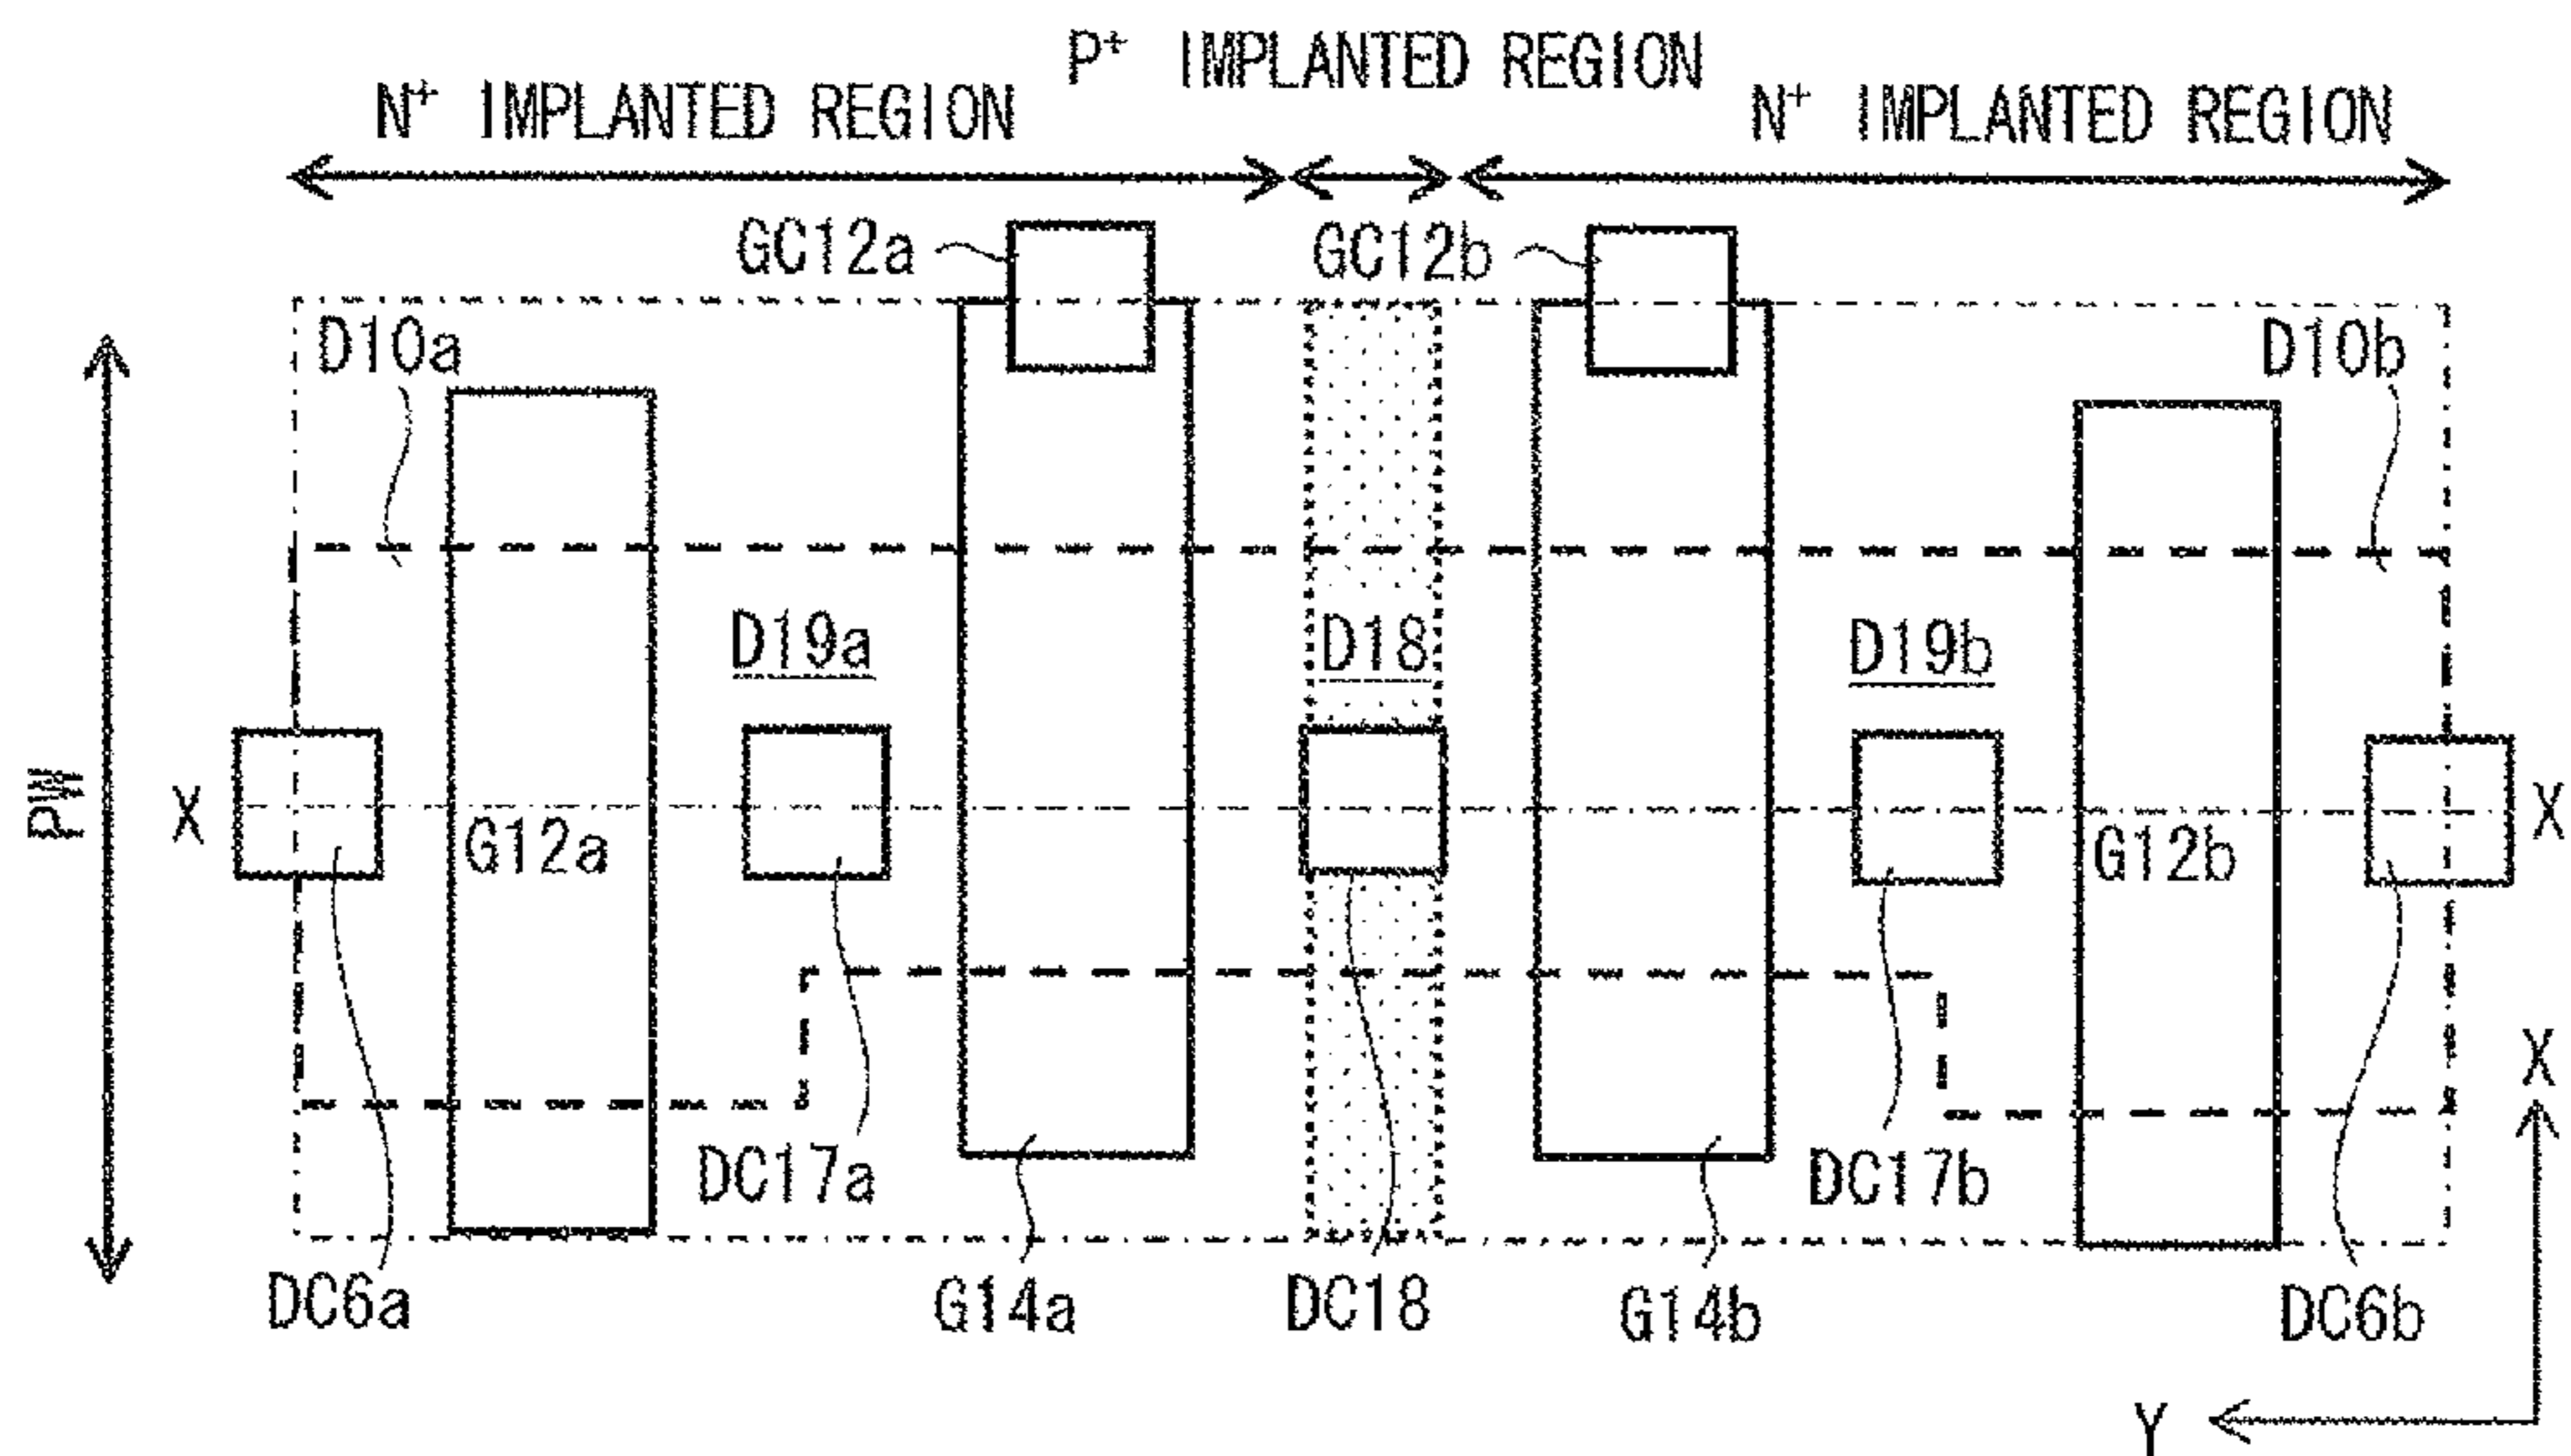 P⁺ IMPLANTED REGION
N⁺ IMPLANTED REGION
N⁺ IMPLANTED REGION
GC12a
GC12b
D10a
D10b
D19a
D18
D19b
PW
X
G12a
G12b
X
X
DC17a
DC17b
DC6a
G14a
DC18
G14b
DC6b
Y